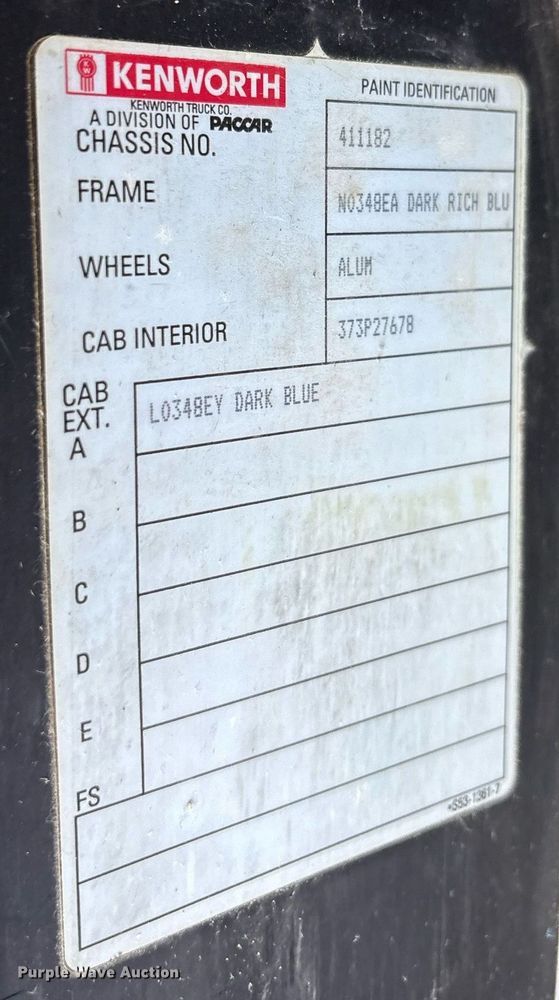 KENWORTH
KENWORTH TRUCK CO.
A DIVISION OF PACCAR
PAINT IDENTIFICATION
CHASSIS NO. 411182
FRAME N0348EA DARK RICH BLU
WHEELS ALUM
CAB INTERIOR 373P27678
CAB EXT. L0348EY DARK BLUE
A
B
C
D
E
FS
S53-1361-7
Purple Wave Auction